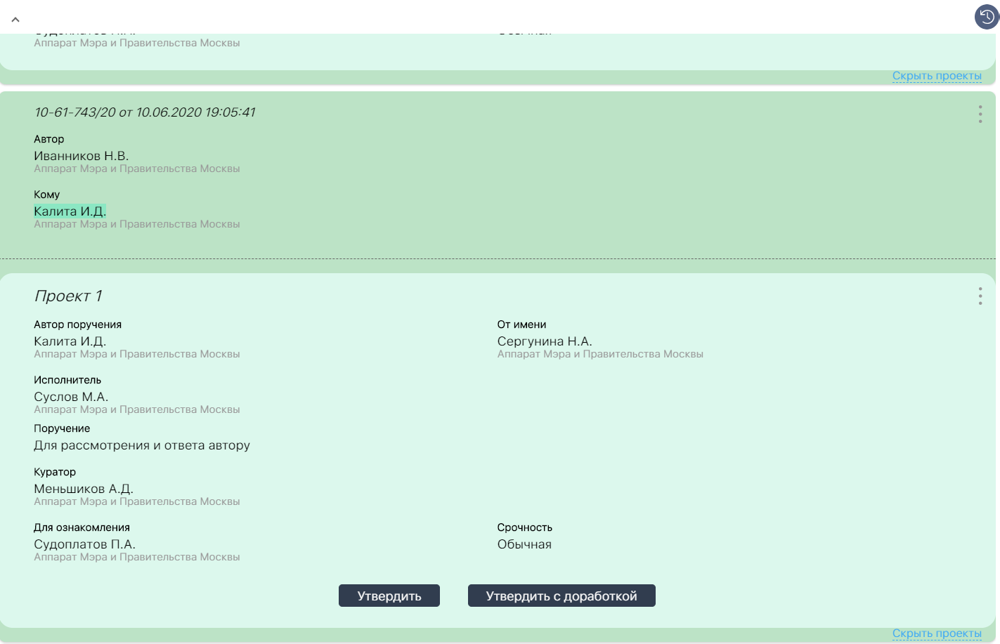 Аппарат Мэра и Правительства Москвы
Скрыть проекты
10-61-743/20 от 10.06.2020 19:05:41
Автор
Иванников Н.В.
Аппарат Мэра и Правительства Москвы
Кому
Калита И.Д.
Аппарат Мэра и Правительства Москвы
Проект 1
Автор поручения
От имени
Калита И.Д.
Сергунина Н.А.
Аппарат Мэра и Правительства Москвы
Аппарат Мэра и Правительства Москвы
Исполнитель
Суслов М.А.
Аппарат Мэра и Правительства Москвы
Поручение
Для рассмотрения и ответа автору
Куратор
Меньшиков А.Д.
Аппарат Мэра и Правительства Москвы
Для ознакомления
Срочность
Судоплатов П.А.
Обычная
Аппарат Мэра и Правительства Москвы
Утвердить
Утвердить с доработкой
Скрыть проекты